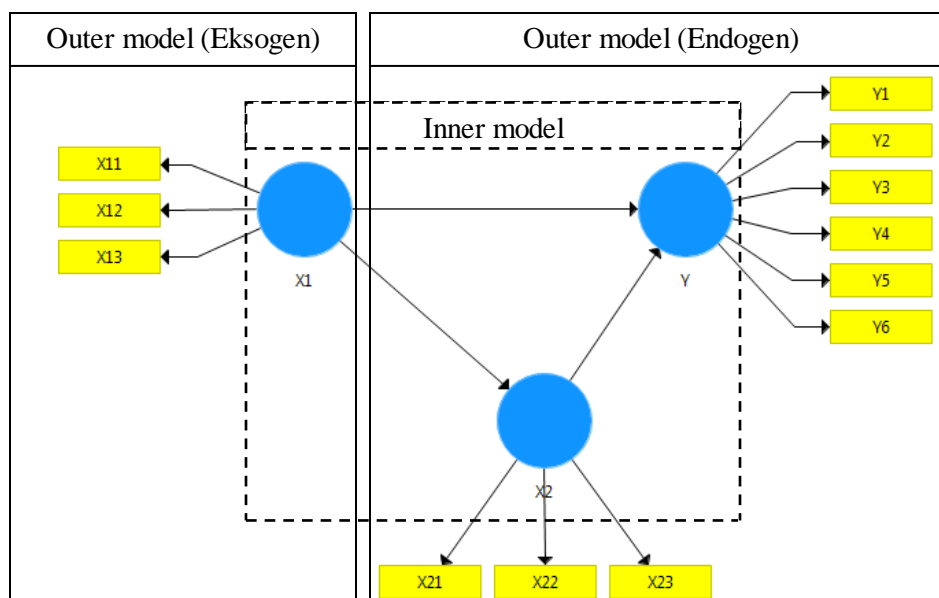 Outer model (Eksogen)
Outer model (Endogen)
Inner model
X11
X12
X13
X1
Y
Y1
Y2
Y3
Y4
Y5
Y6
X2
X21
X22
X23